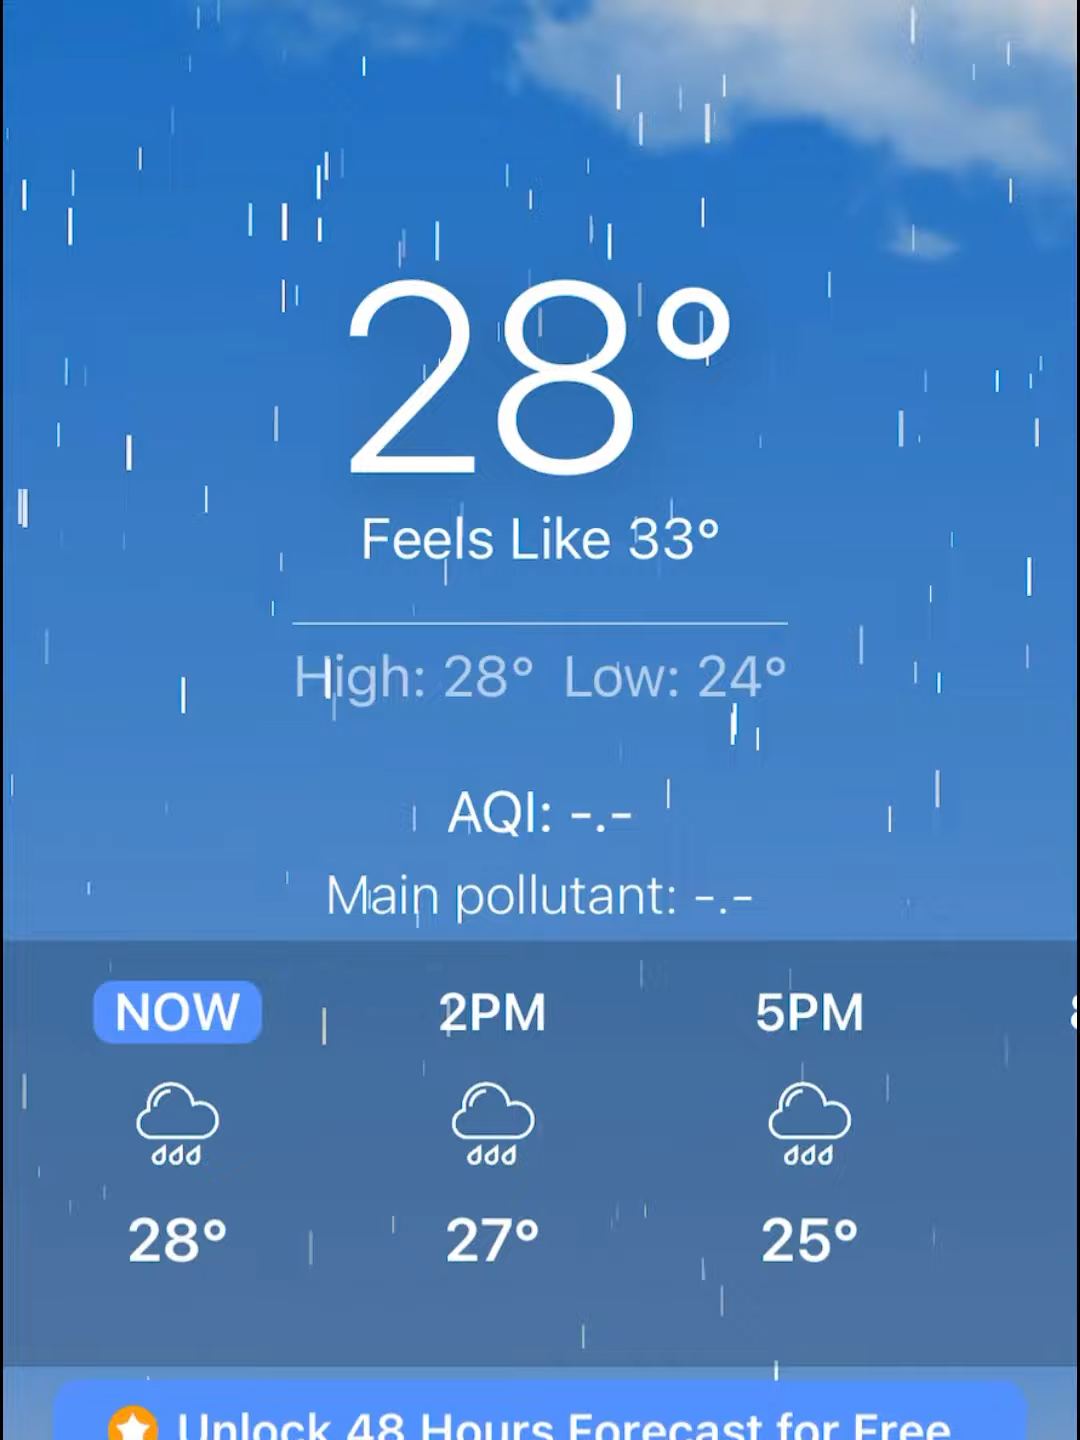 28°
Feels Like 33°
High: 28° Low: 24°
AQI: -.-
Main pollutant: -.-
NOW 2PM 5PM
28° 27° 25°
Unlock 48 Hours Forecast for Free